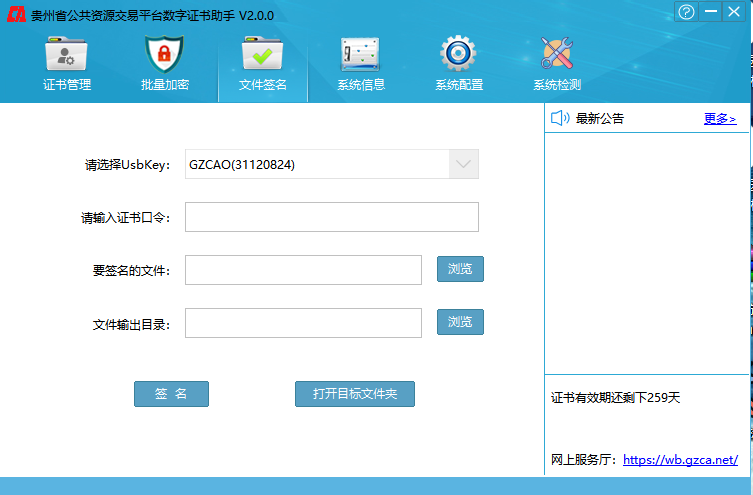 贵州省公共资源交易平台数字证书助手 V2.0.0
证书管理
批量加密
文件签名
系统信息
系统配置
系统检测
最新公告
更多>
请选择UsbKey:
GZCAO(31120824)
请输入证书口令:
要签名的文件:
浏览
文件输出目录:
浏览
签 名
打开目标文件夹
证书有效期还剩下259天
网上服务厅: https://wb.gzca.net/